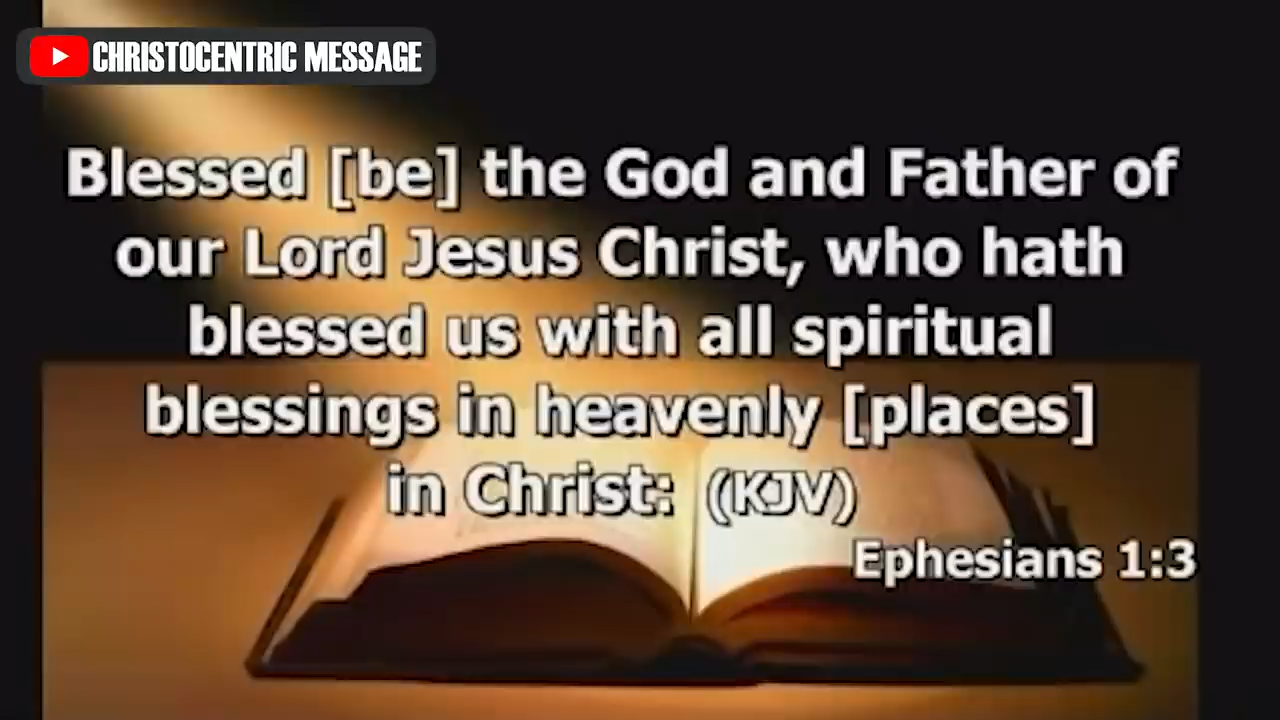 CHRISTOCENTRIC MESSAGE
Blessed [be] the God and Father of
our Lord Jesus Christ, who hath
blessed us with all spiritual
blessings in heavenly [places]
in Christ: (KJV)
Ephesians 1:3